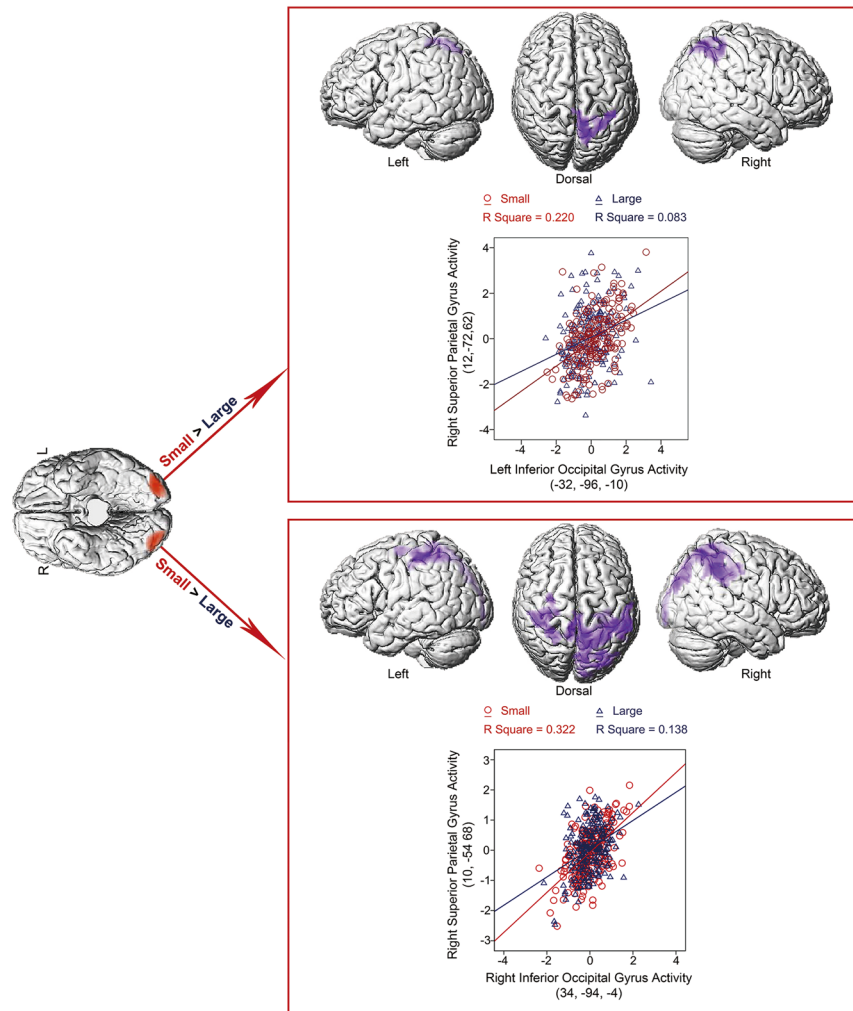 Left
Dorsal
Right
Small Large
R Square = 0.220 R Square = 0.083
Right Superior Parietal Gyrus Activity
(12,-72,62)
4
2
0
-2
-4
-4 -2 0 2 4
Left Inferior Occipital Gyrus Activity
(-32, -96, -10)
Small > Large
L
R
Small > Large
Left
Dorsal
Right
Small Large
R Square = 0.322 R Square = 0.138
Right Superior Parietal Gyrus Activity
(10, -54 68)
3
2
1
0
-1
-2
-3
-4 -2 0 2 4
Right Inferior Occipital Gyrus Activity
(34, -94, -4)